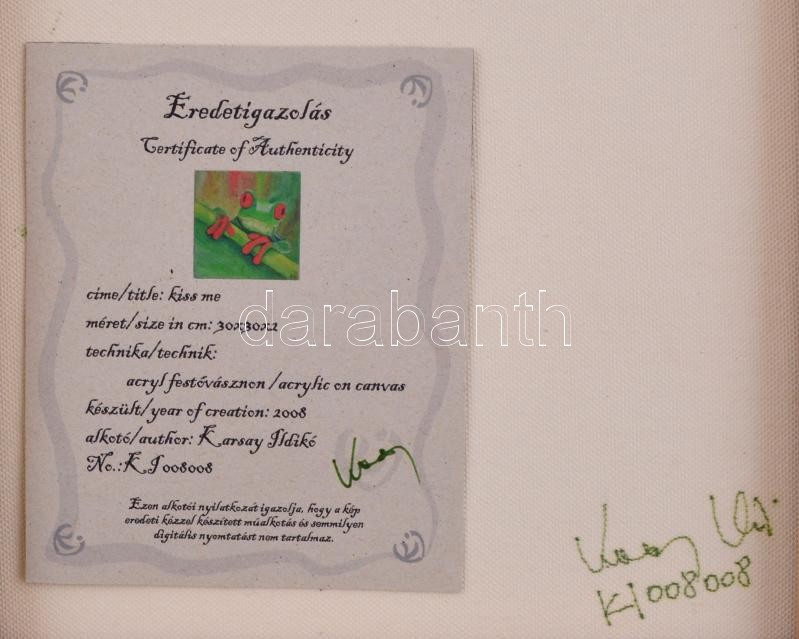 Eredetigazolás
Certificate of Authenticity
címe/title: kiss me
méret/size in cm: 30x30x2
technika/technik:
acryl festővásznon /acrylic on canvas
készült/year of creation: 2008
alkotó/author: Karsay Ildikó
No.:KI008008
Ezen alkotói nyilatkozat igazolja, hogy a kép
eredeti kézzel készített műalkotás és semmilyen
digitális nyomtatást nem tartalmaz.
darabanth
KI008008